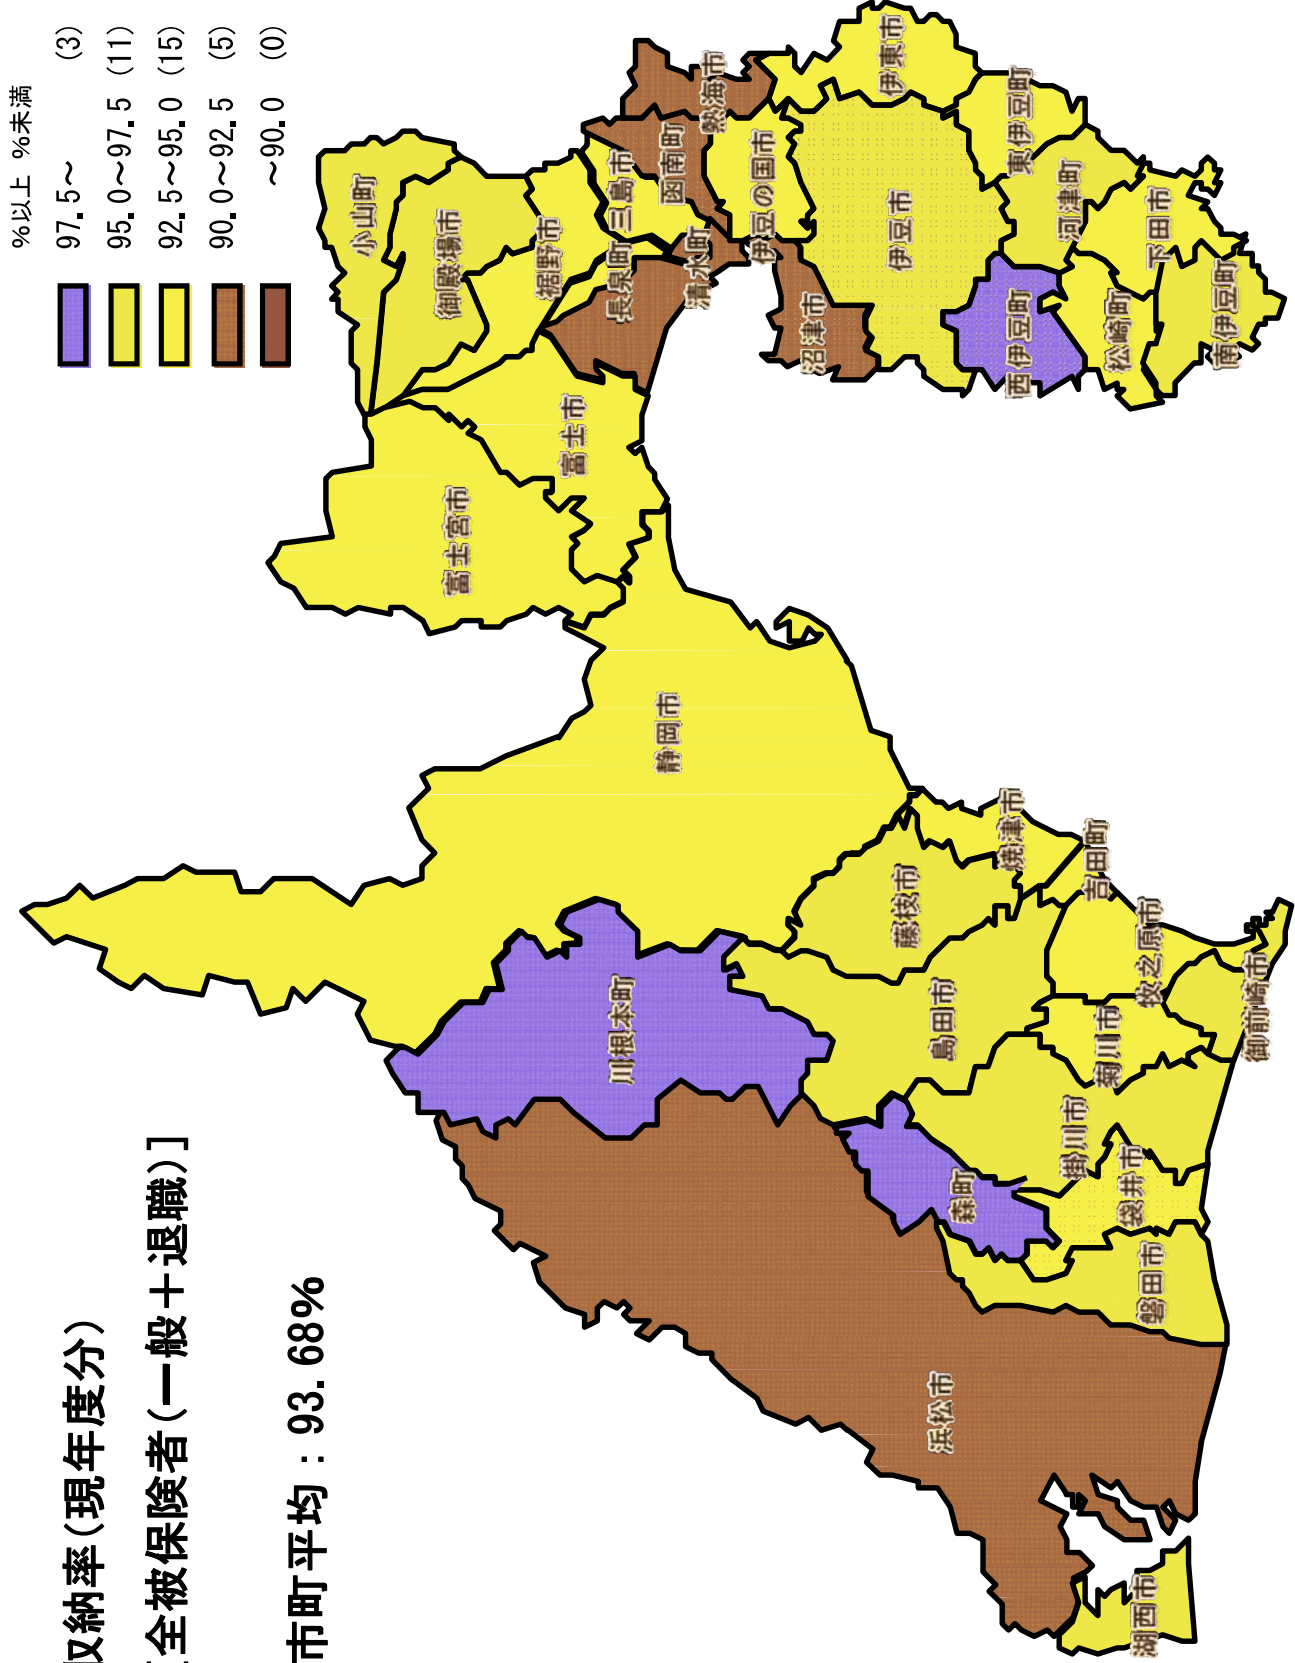 収納率(現年度分)
[全被保険者(一般＋退職)]
市町平均：93.68%
%以上 %未満
97.5～ (3)
95.0～97.5 (11)
92.5～95.0 (15)
90.0～92.5 (5)
～90.0 (0)
小山町
御殿場市
裾野市
三島市
函南町
熱海市
長泉町
清水町
伊豆の国市
沼津市
伊豆市
伊東市
東伊豆町
河津町
西伊豆町
下田市
松崎町
南伊豆町
富士市
富士宮市
静岡市
焼津市
藤枝市
吉田町
島田市
牧之原市
御前崎市
川根本町
菊川市
掛川市
森町
袋井市
磐田市
浜松市
湖西市